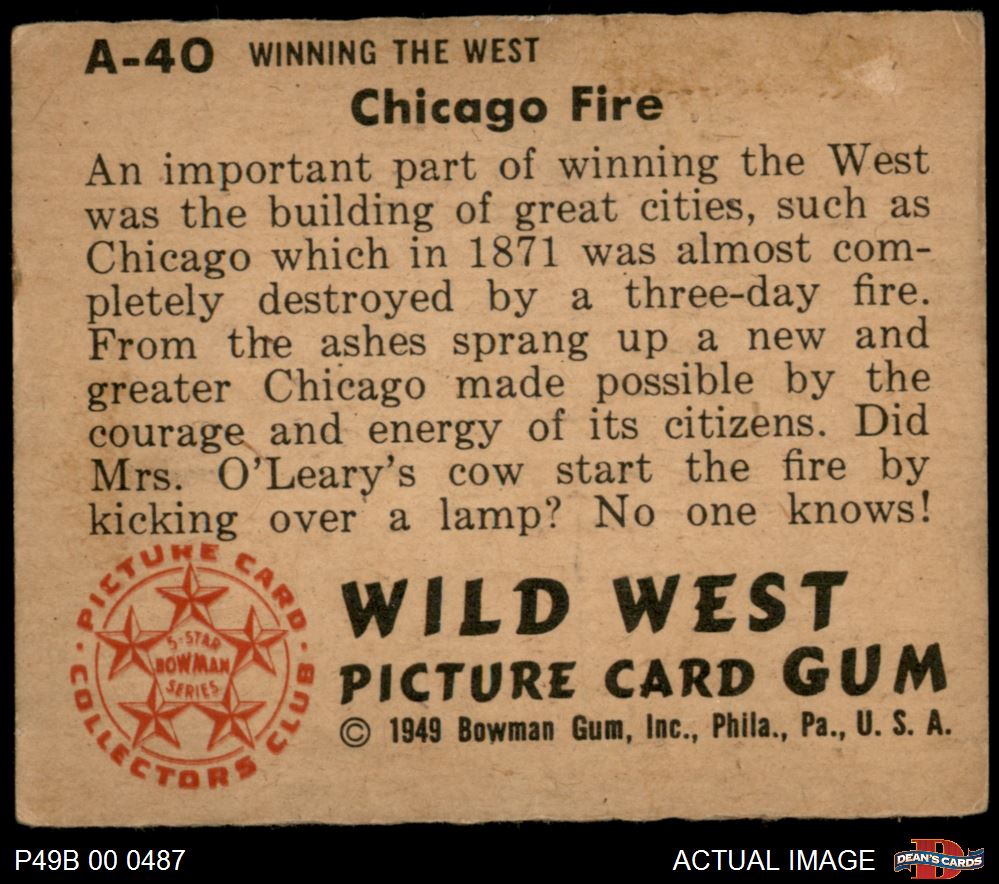 A-40 WINNING THE WEST
Chicago Fire
An important part of winning the West
was the building of great cities, such as
Chicago which in 1871 was almost com-
pletely destroyed by a three-day fire.
From the ashes sprang up a new and
greater Chicago made possible by the
courage and energy of its citizens. Did
Mrs. O'Leary's cow start the fire by
kicking over a lamp? No one knows!
PICTURE CARD
COLLECTORS CLUB
5-STAR
BOWMAN
SERIES
WILD WEST
PICTURE CARD GUM
© 1949 Bowman Gum, Inc., Phila., Pa., U. S. A.
P49B 00 0487
ACTUAL IMAGE
D
DEAN'S CARDS